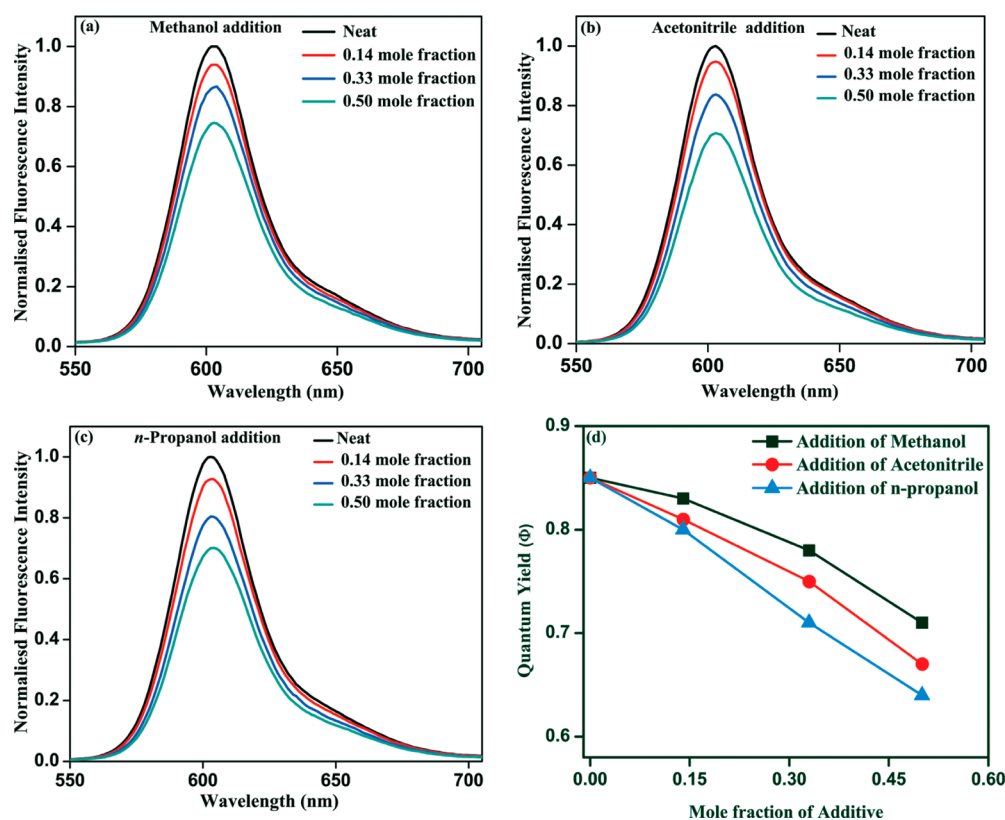 (a)
Methanol addition
Neat
0.14 mole fraction
0.33 mole fraction
0.50 mole fraction
Normalised Fluorescence Intensity
1.0
0.8
0.6
0.4
0.2
0.0
550 600 650 700
Wavelength (nm)
(b)
Acetonitrile addition
Neat
0.14 mole fraction
0.33 mole fraction
0.50 mole fraction
Normalised Fluorescence Intensity
1.0
0.8
0.6
0.4
0.2
0.0
550 600 650 700
Wavelength (nm)
(c)
n-Propanol addition
Neat
0.14 mole fraction
0.33 mole fraction
0.50 mole fraction
Normaliesd Fluorescence Intensity
1.0
0.8
0.6
0.4
0.2
0.0
550 600 650 700
Wavelength (nm)
(d)
Addition of Methanol
Addition of Acetonitrile
Addition of n-propanol
Quantum Yield (Φ)
0.9
0.8
0.7
0.6
0.00 0.15 0.30 0.45 0.60
Mole fraction of Additive